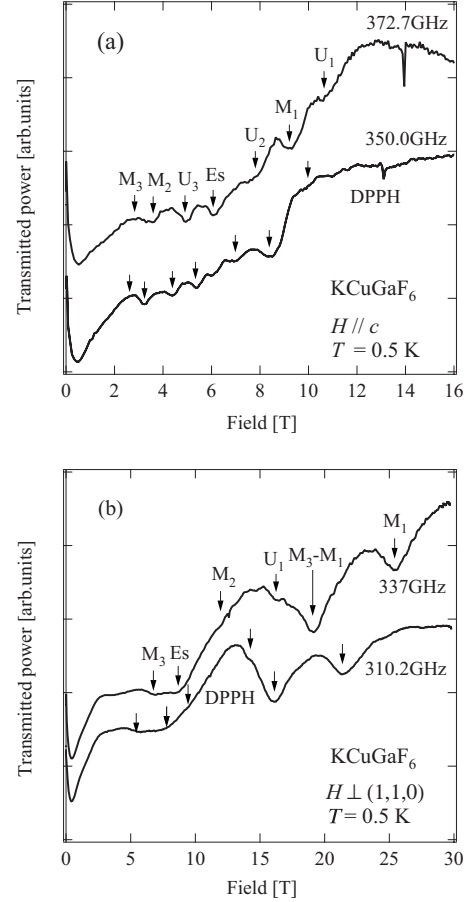 (a)
372.7GHz
U1
M1
U2
M3 M2 U3 Es
350.0GHz
DPPH
KCuGaF6
H // c
T = 0.5 K
Transmitted power [arb.units]
0 2 4 6 8 10 12 14 16
Field [T]
(b)
M1
U1 M3-M1
M2
337GHz
M3 Es
310.2GHz
DPPH
KCuGaF6
H ⊥ (1,1,0)
T = 0.5 K
Transmitted power [arb.units]
0 5 10 15 20 25 30
Field [T]